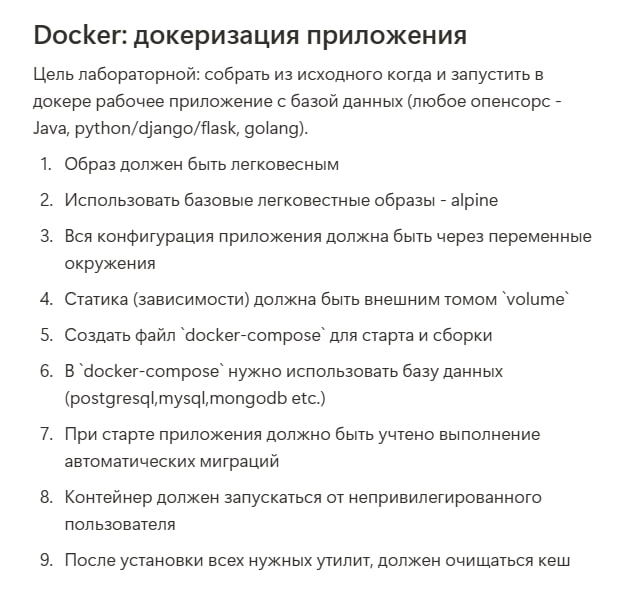 Docker: докеризация приложения
Цель лабораторной: собрать из исходного когда и запустить в
докере рабочее приложение с базой данных (любое опенсорс -
Java, python/django/flask, golang).
1. Образ должен быть легковесным
2. Использовать базовые легковестные образы - alpine
3. Вся конфигурация приложения должна быть через переменные
окружения
4. Статика (зависимости) должна быть внешним томом `volume`
5. Создать файл `docker-compose` для старта и сборки
6. В `docker-compose` нужно использовать базу данных
(postgresql,mysql,mongodb etc.)
7. При старте приложения должно быть учтено выполнение
автоматических миграций
8. Контейнер должен запускаться от непривилегированного
пользователя
9. После установки всех нужных утилит, должен очищаться кеш